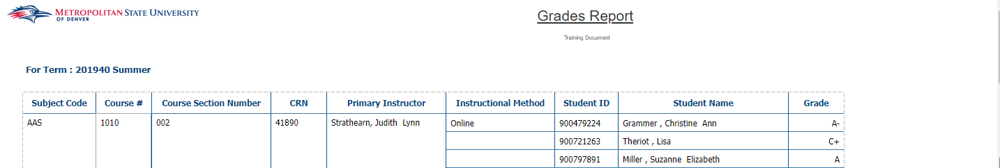 METROPOLITAN STATE UNIVERSITY
OF DENVER
Grades Report
Training Document
For Term : 201940 Summer
Subject Code Course # Course Section Number CRN Primary Instructor Instructional Method Student ID Student Name Grade
AAS 1010 002 41890 Strathearn, Judith Lynn Online 900479224 Grammer , Christine Ann A-
900721263 Theriot , Lisa C+
900797891 Miller , Suzanne Elizabeth A